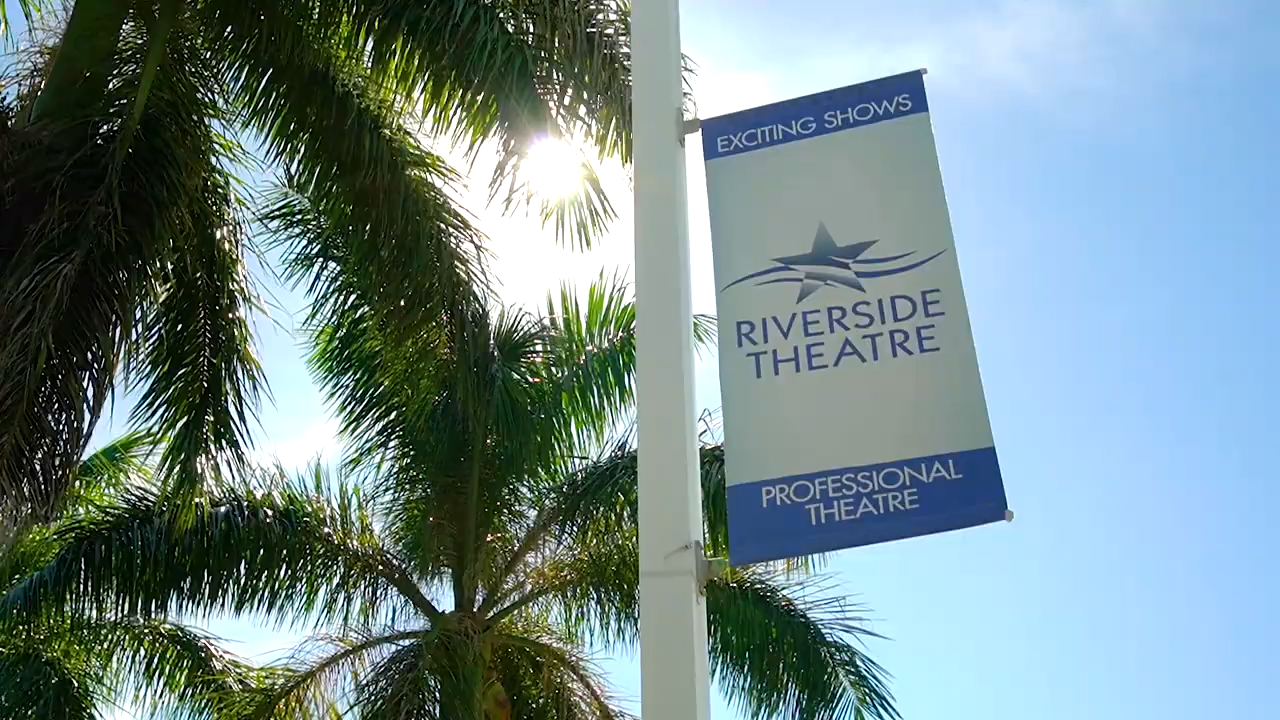 EXCITING SHOWS
RIVERSIDE
THEATRE
PROFESSIONAL
THEATRE